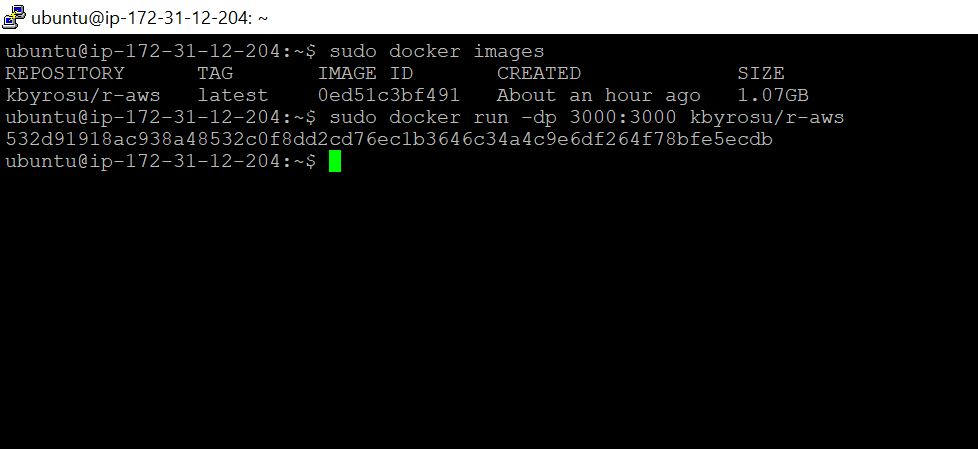 ubuntu@ip-172-31-12-204: ~
ubuntu@ip-172-31-12-204:~$ sudo docker images
REPOSITORY TAG IMAGE ID CREATED SIZE
kbyrosu/r-aws latest 0ed51c3bf491 About an hour ago 1.07GB
ubuntu@ip-172-31-12-204:~$ sudo docker run -dp 3000:3000 kbyrosu/r-aws
532d91918ac938a48532c0f8dd2cd76ec1b3646c34a4c9e6df264f78bfe5ecdb
ubuntu@ip-172-31-12-204:~$